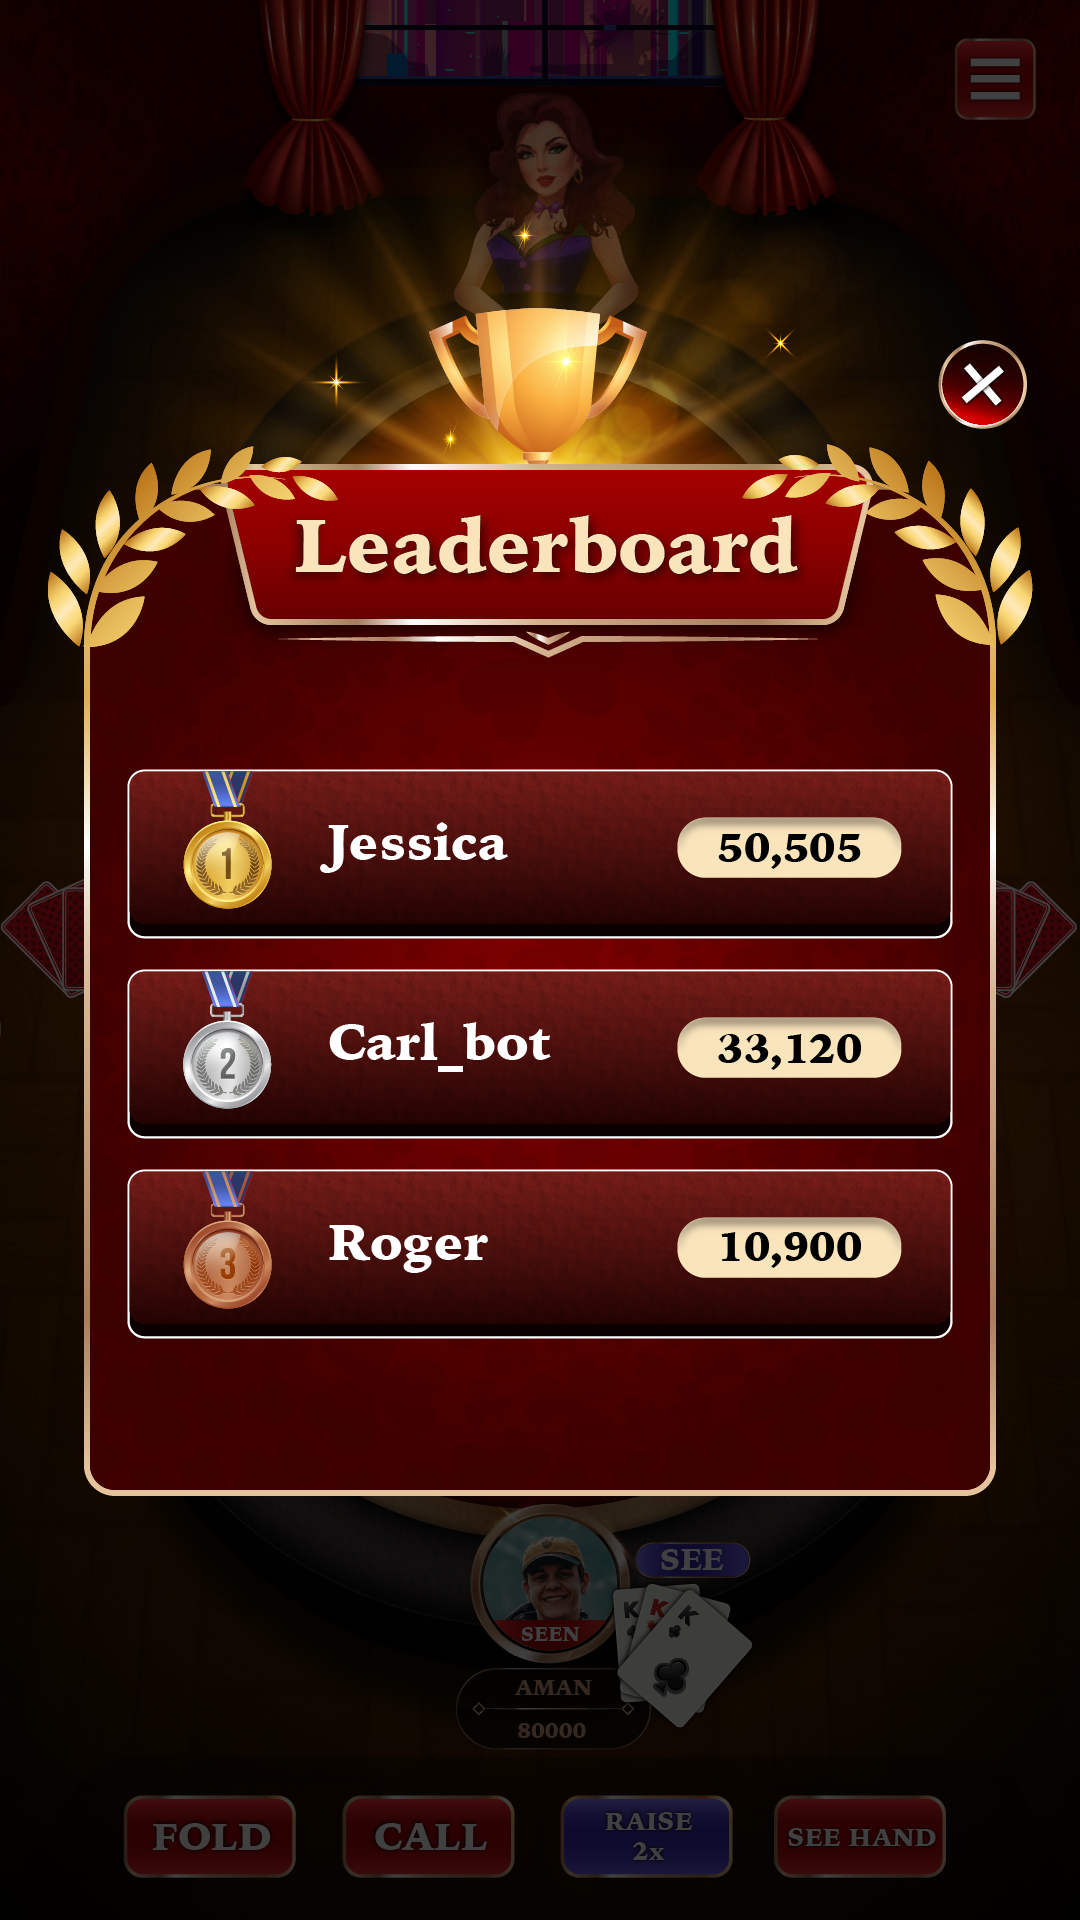 Leaderboard
1
Jessica
50,505
2
Carl_bot
33,120
3
Roger
10,900
SEE
K
K
K
SEEN
AMAN
80000
FOLD
CALL
RAISE
2x
SEE HAND